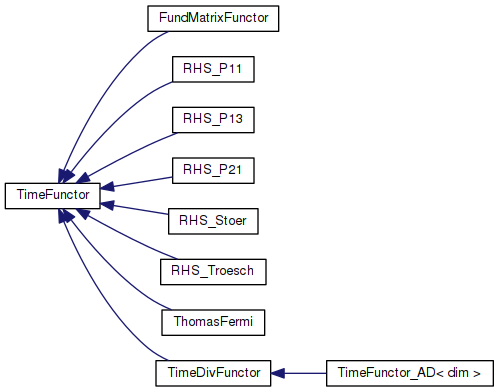 FundMatrixFunctor
RHS_P11
RHS_P13
RHS_P21
TimeFunctor
RHS_Stoer
RHS_Troesch
ThomasFermi
TimeDivFunctor
TimeFunctor_AD< dim >